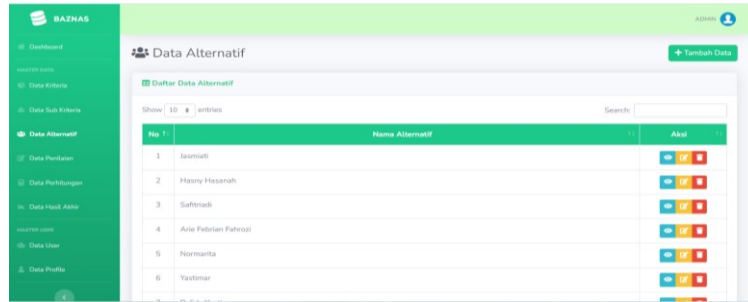 BAZNAS
ADMIN
Dashboard
MASTER DATA
Data Kriteria
Data Sub Kriteria
Data Alternatif
Data Penilaian
Data Perhitungan
Data Hasil Akhir
MASTER USER
Data User
Data Profile
Data Alternatif
+ Tambah Data
Daftar Data Alternatif
Show 10 entries
Search:
No Nama Alternatif Aksi
1 Jasmiati
2 Hasny Hasanah
3 Safitriadi
4 Arie Febrian Fahrozi
5 Normarita
6 Yastimar